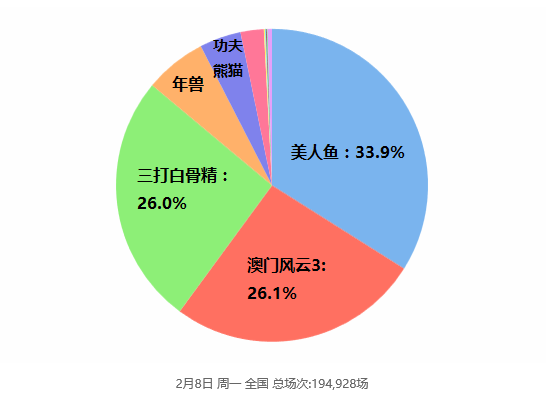 功夫
熊猫
年兽
美人鱼：33.9%
三打白骨精：
26.0%
澳门风云3:
26.1%
2月8日 周一 全国 总场次:194,928场